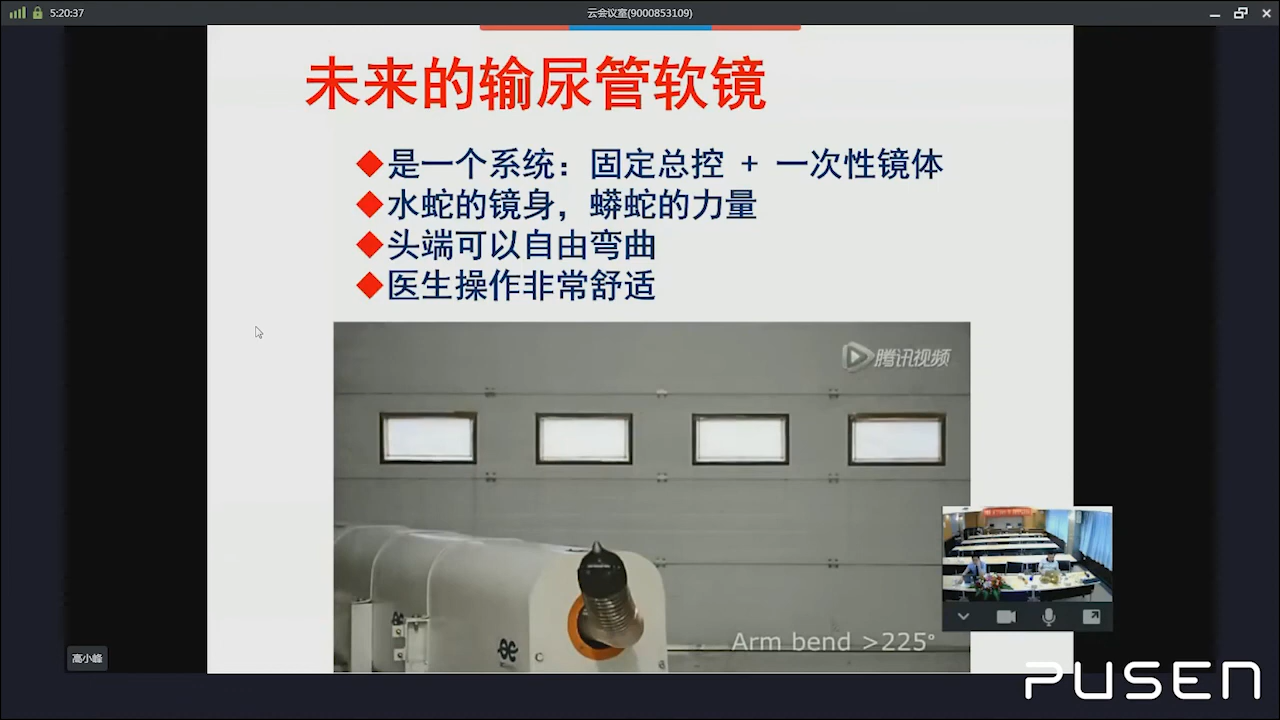 5:20:37
云会议室(9000853109)
未来的输尿管软镜
◆是一个系统：固定总控 + 一次性镜体
◆水蛇的镜身，蟒蛇的力量
◆头端可以自由弯曲
◆医生操作非常舒适
腾讯视频
Arm bend >225°
高小峰
PUSEN